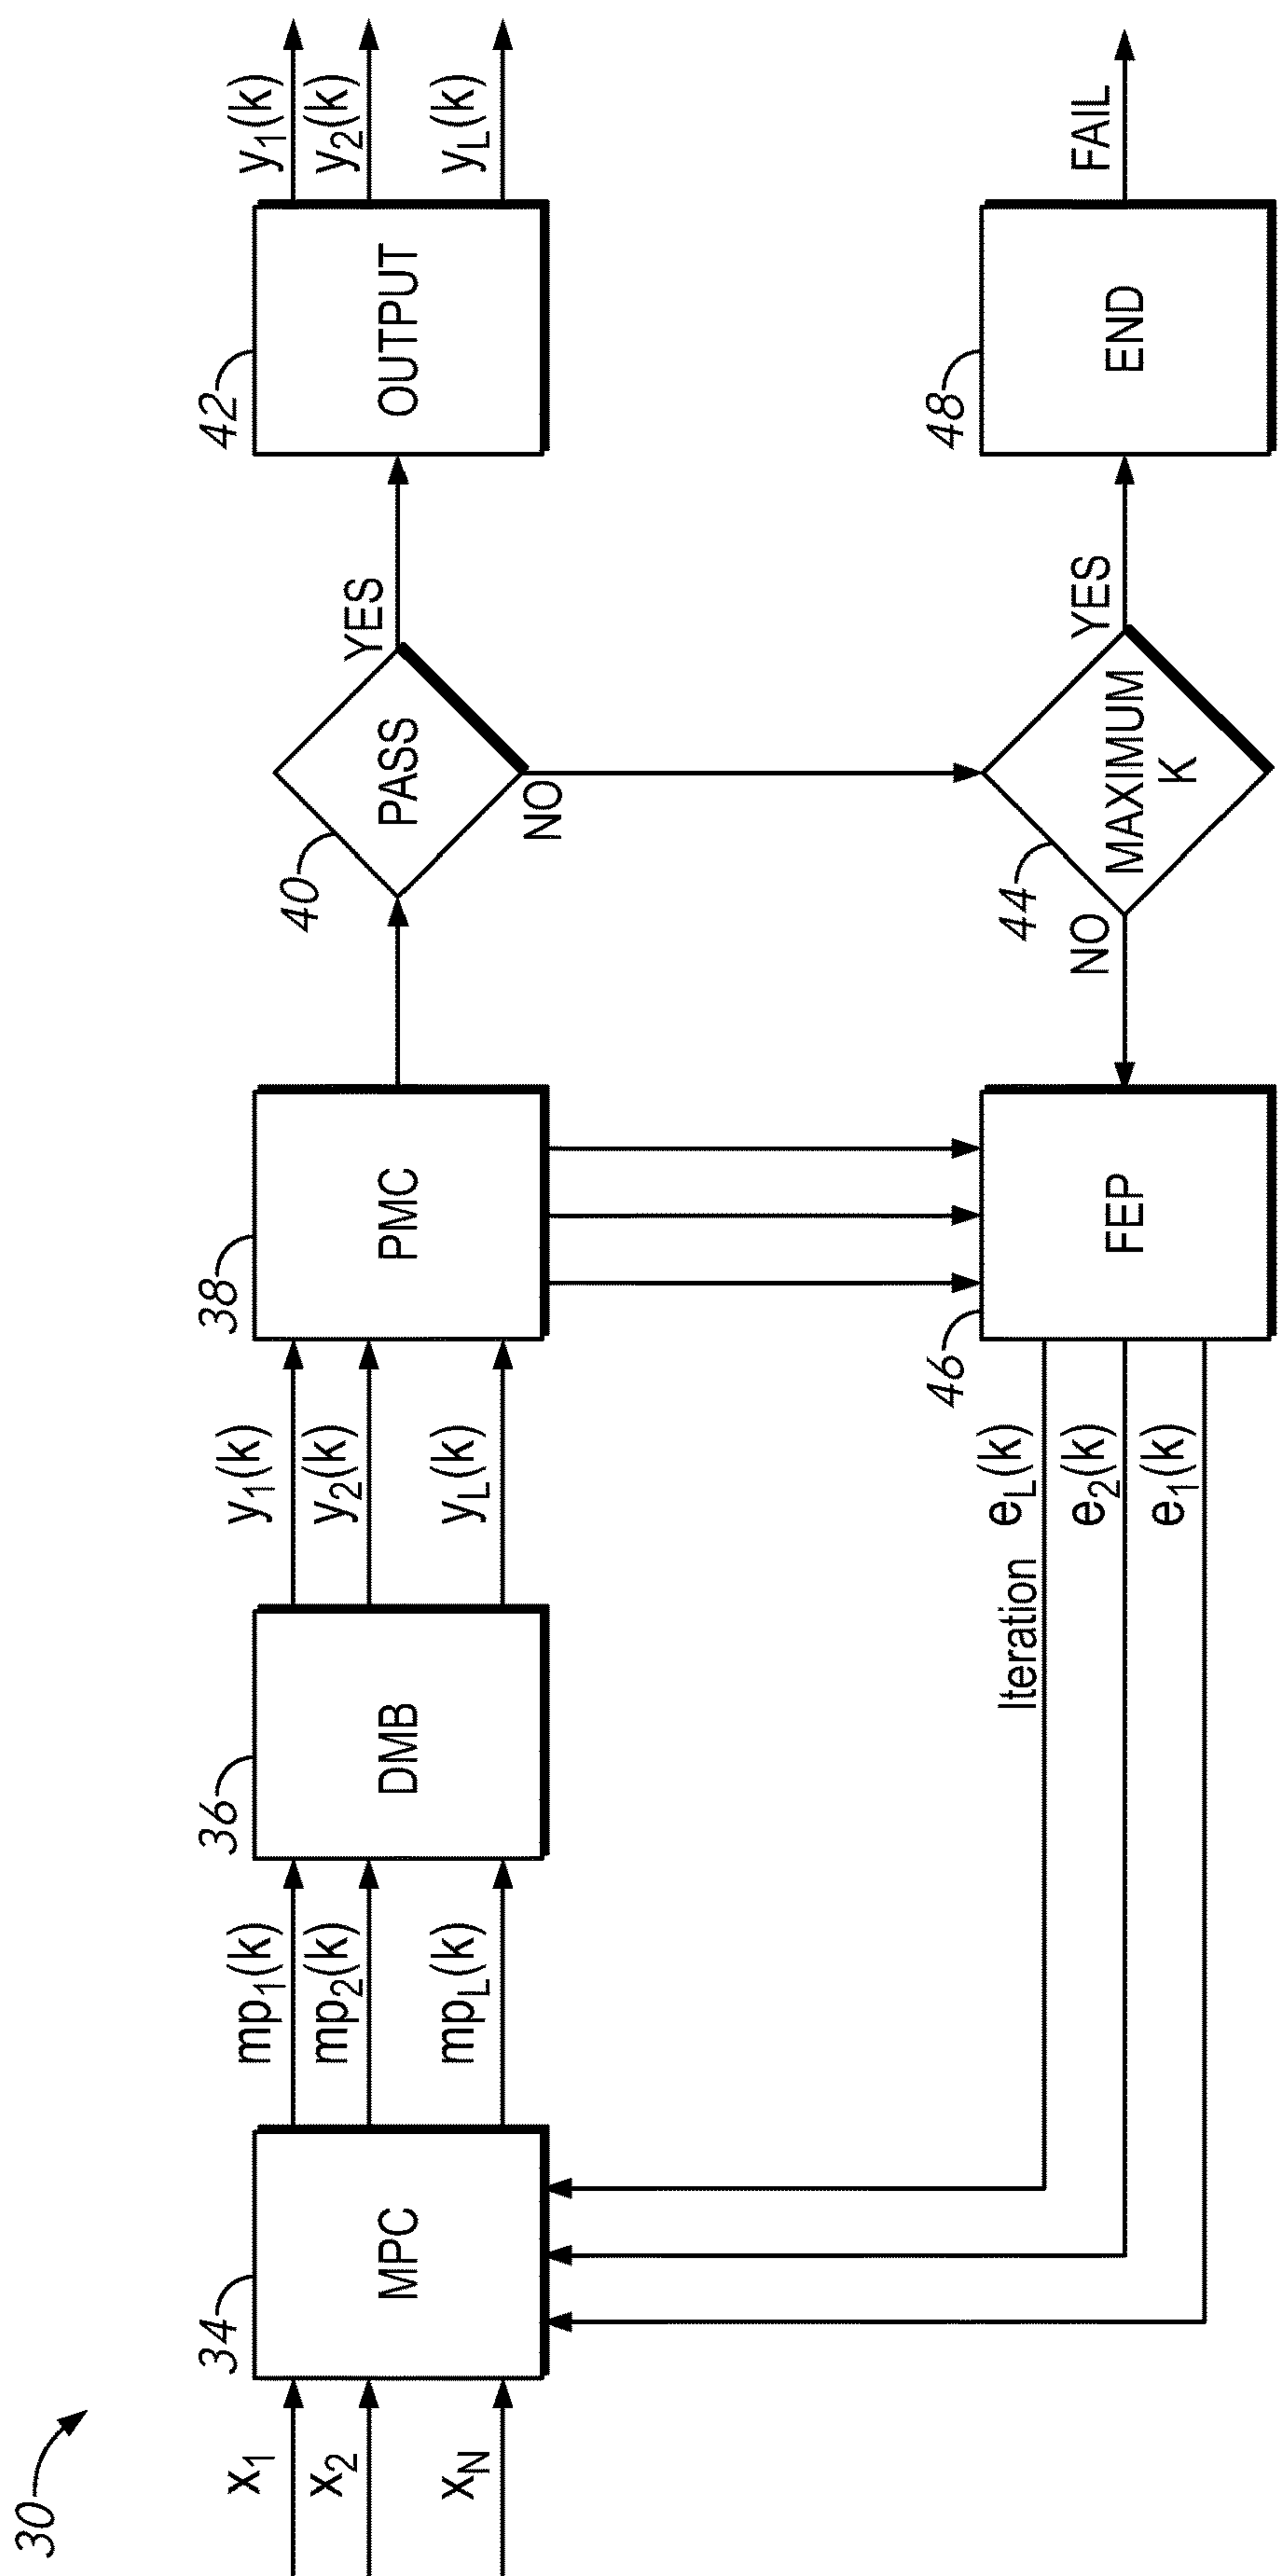 30
x1
x2
xN
34
MPC
mp1(k)
mp2(k)
mpL(k)
36
DMB
y1(k)
y2(k)
yL(k)
38
PMC
40
PASS
YES
NO
42
OUTPUT
y1(k)
y2(k)
yL(k)
44
MAXIMUM
K
YES
NO
48
END
FAIL
46
FEP
Iteration
eL(k)
e2(k)
e1(k)